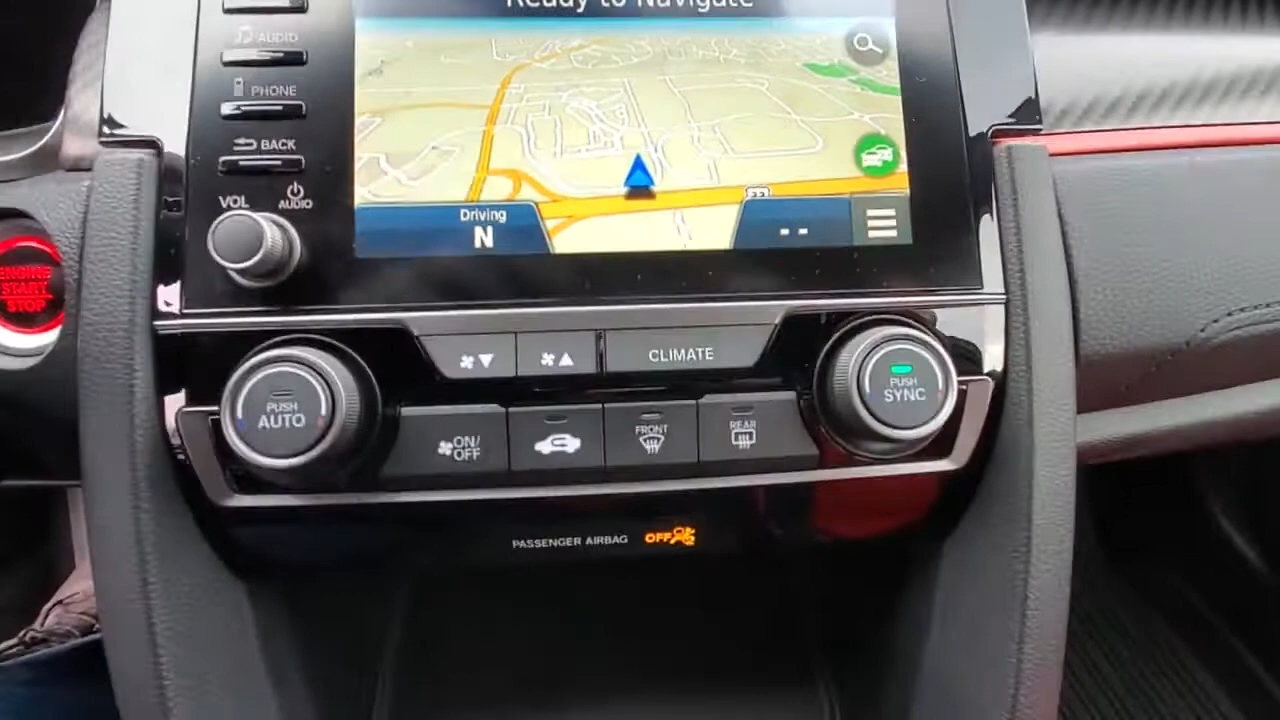 Ready to Navigate
AUDIO
PHONE
BACK
VOL
AUDIO
Driving
N
--
ENGINE
START
STOP
CLIMATE
PUSH
AUTO
ON/
OFF
FRONT
REAR
PUSH
SYNC
PASSENGER AIRBAG OFF